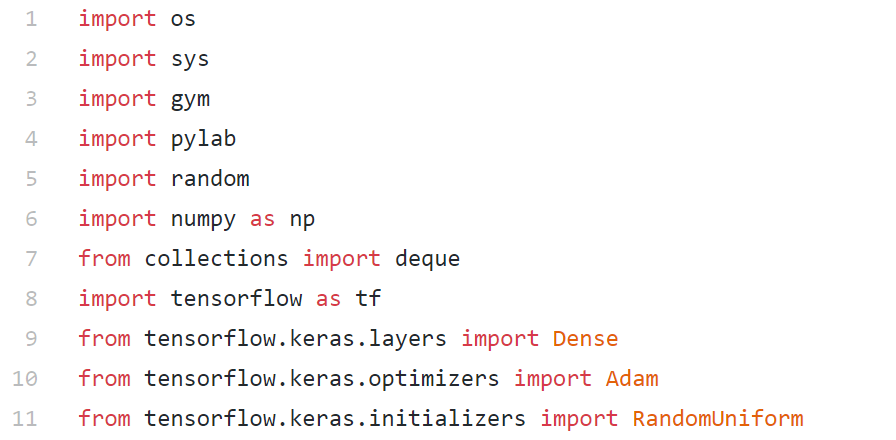 1 import os
2 import sys
3 import gym
4 import pylab
5 import random
6 import numpy as np
7 from collections import deque
8 import tensorflow as tf
9 from tensorflow.keras.layers import Dense
10 from tensorflow.keras.optimizers import Adam
11 from tensorflow.keras.initializers import RandomUniform